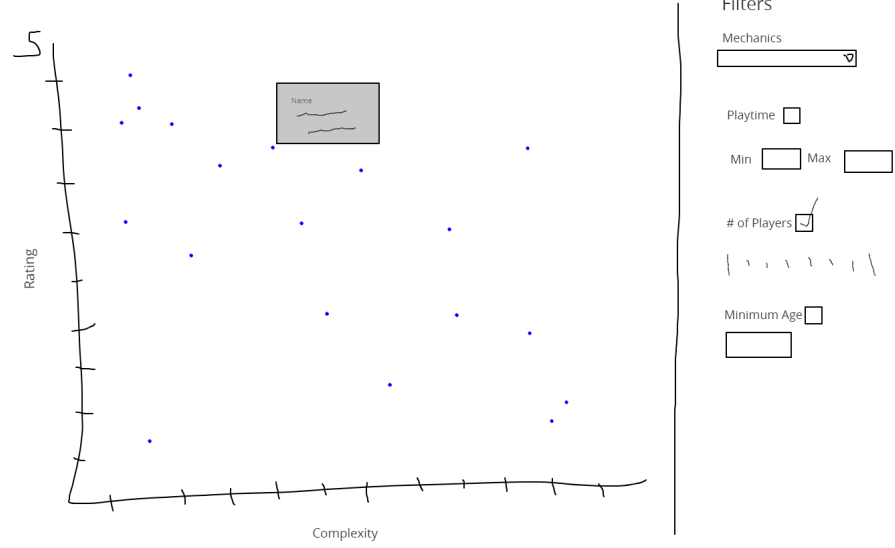 Filters
5
Mechanics
Name
Playtime
Min Max
# of Players
Rating
Minimum Age
Complexity